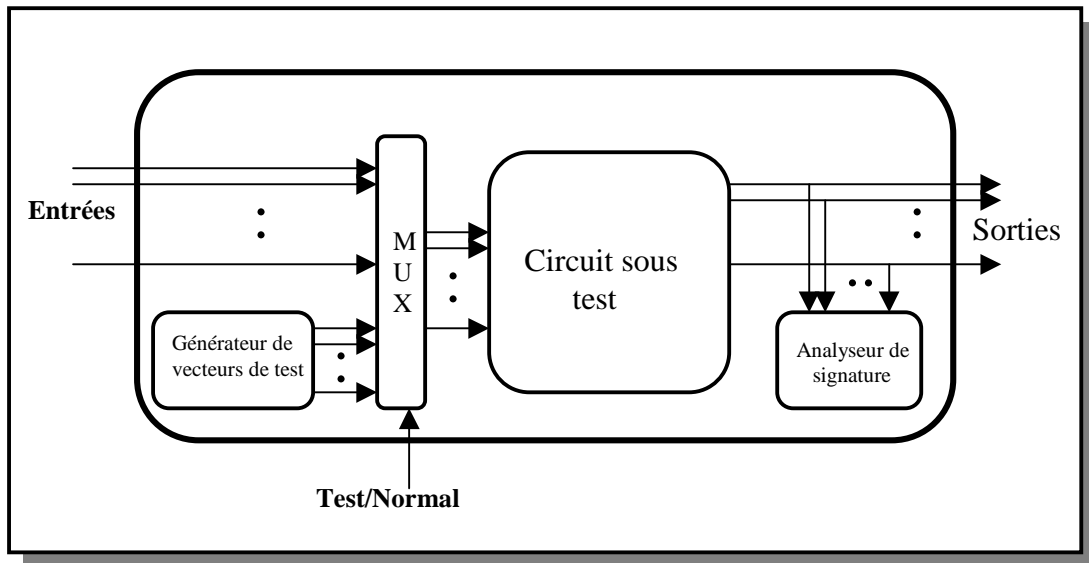 Entrées
M
U
X
Circuit sous
test
Sorties
Générateur de
vecteurs de test
Analyseur de
signature
Test/Normal